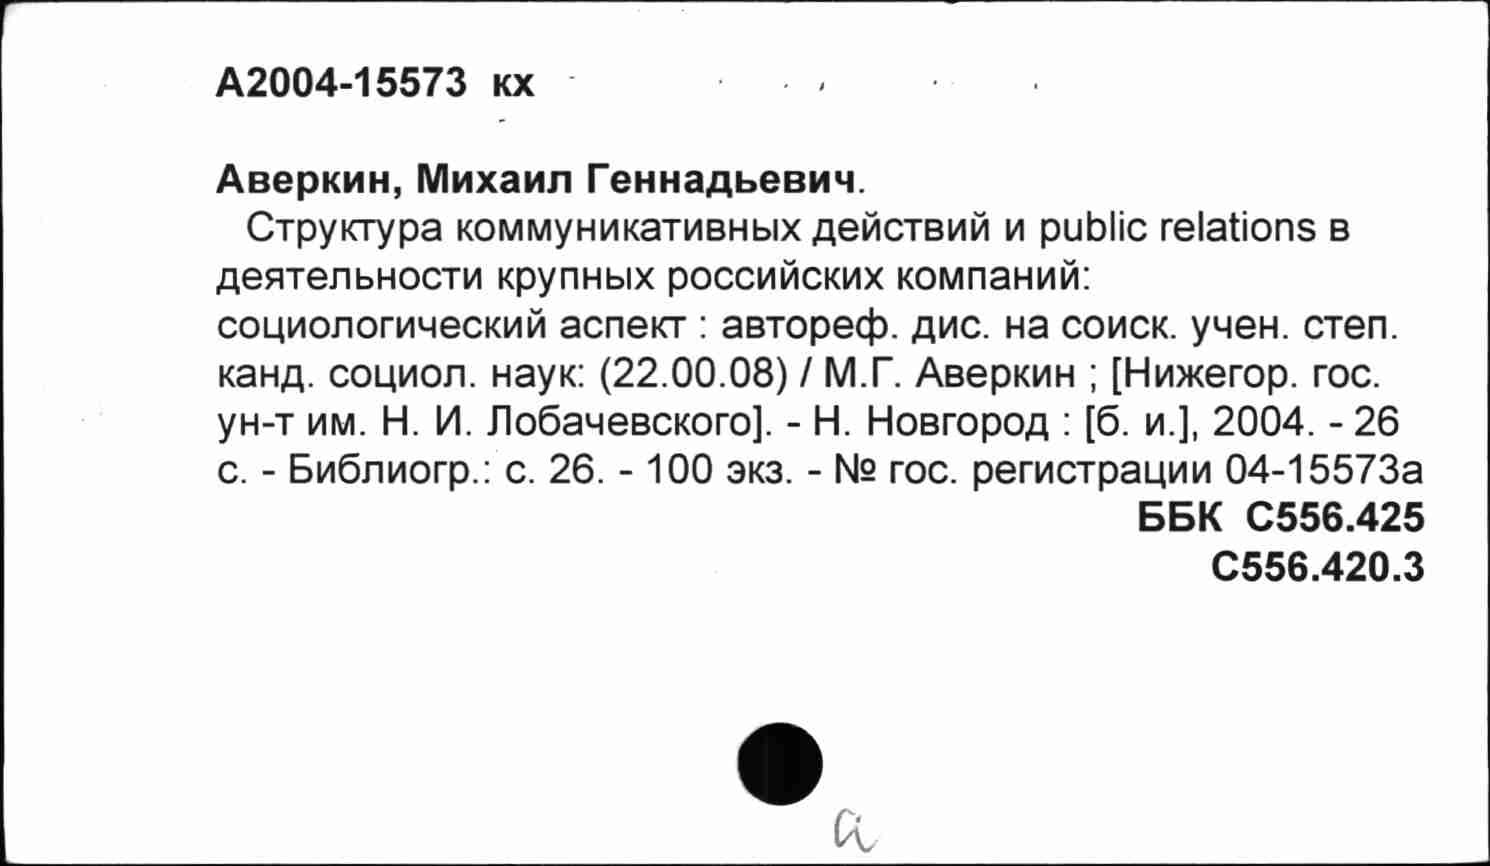 А2004-15573 кх
Аверкин, Михаил Геннадьевич.
Структура коммуникативных действий и public relations в
деятельности крупных российских компаний:
социологический аспект : автореф. дис. на соиск. учен. степ.
канд. социол. наук: (22.00.08) / М.Г. Аверкин ; [Нижегор. гос.
ун-т им. Н. И. Лобачевского]. - Н. Новгород : [б. и.], 2004. - 26
с. - Библиогр.: с. 26. - 100 экз. - № гос. регистрации 04-15573а
ББК С556.425
С556.420.3
а